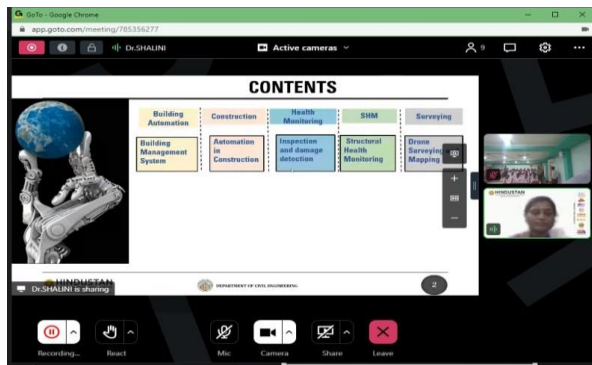 GoTo - Google Chrome
app.goto.com/meeting/785356277
Dr.SHALINI
Active cameras
9
CONTENTS
Building Automation
Construction
Health Monitoring
SHM
Surveying
Building Management System
Automation in Construction
Inspection and damage detection
Structural Health Monitoring
Drone Surveying Mapping
HINDUSTAN
HINDUSTAN
Dr.SHALINI is sharing
DEPARTMENT OF CIVIL ENGINEERING
2
Recording...
React
Mic
Camera
Share
Leave